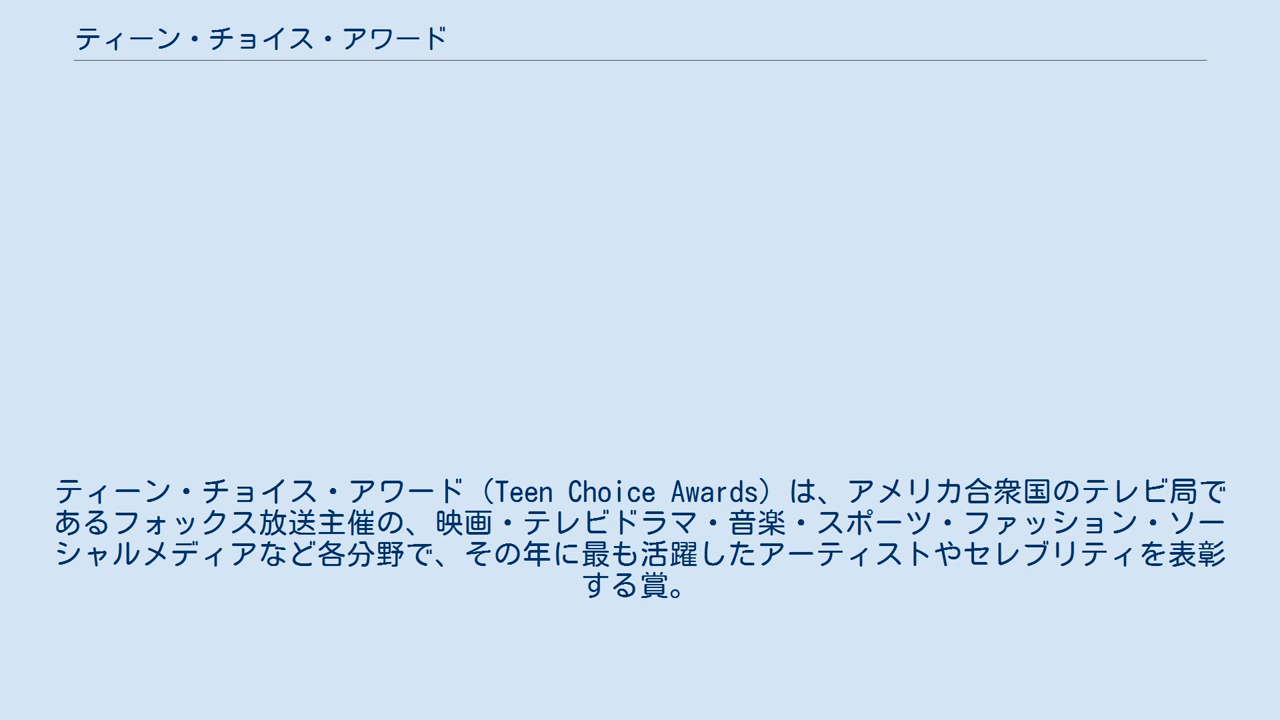 ティーン・チョイス・アワード
ティーン・チョイス・アワード（Teen Choice Awards）は、アメリカ合衆国のテレビ局で
あるフォックス放送主催の、映画・テレビドラマ・音楽・スポーツ・ファッション・ソー
シャルメディアなど各分野で、その年に最も活躍したアーティストやセレブリティを表彰
する賞。